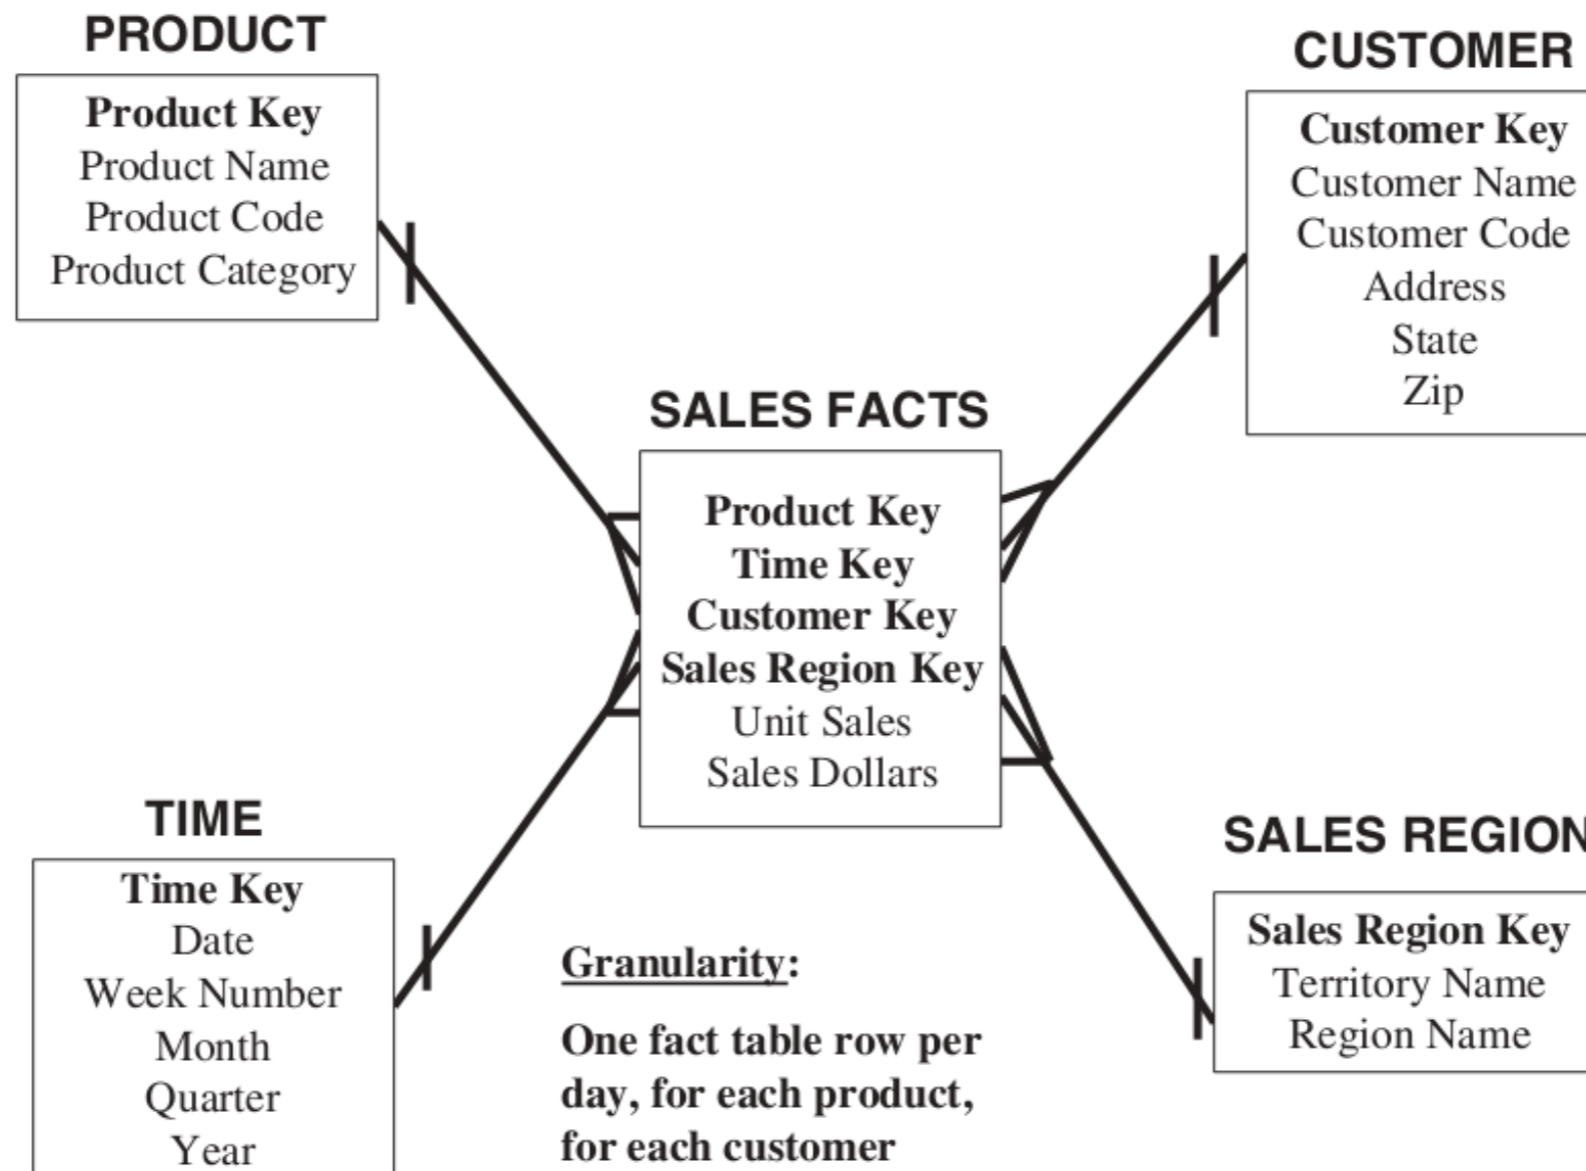 PRODUCT
Product Key
Product Name
Product Code
Product Category
CUSTOMER
Customer Key
Customer Name
Customer Code
Address
State
Zip
SALES FACTS
Product Key
Time Key
Customer Key
Sales Region Key
Unit Sales
Sales Dollars
TIME
Time Key
Date
Week Number
Month
Quarter
Year
Granularity:
One fact table row per
day, for each product,
for each customer
SALES REGION
Sales Region Key
Territory Name
Region Name